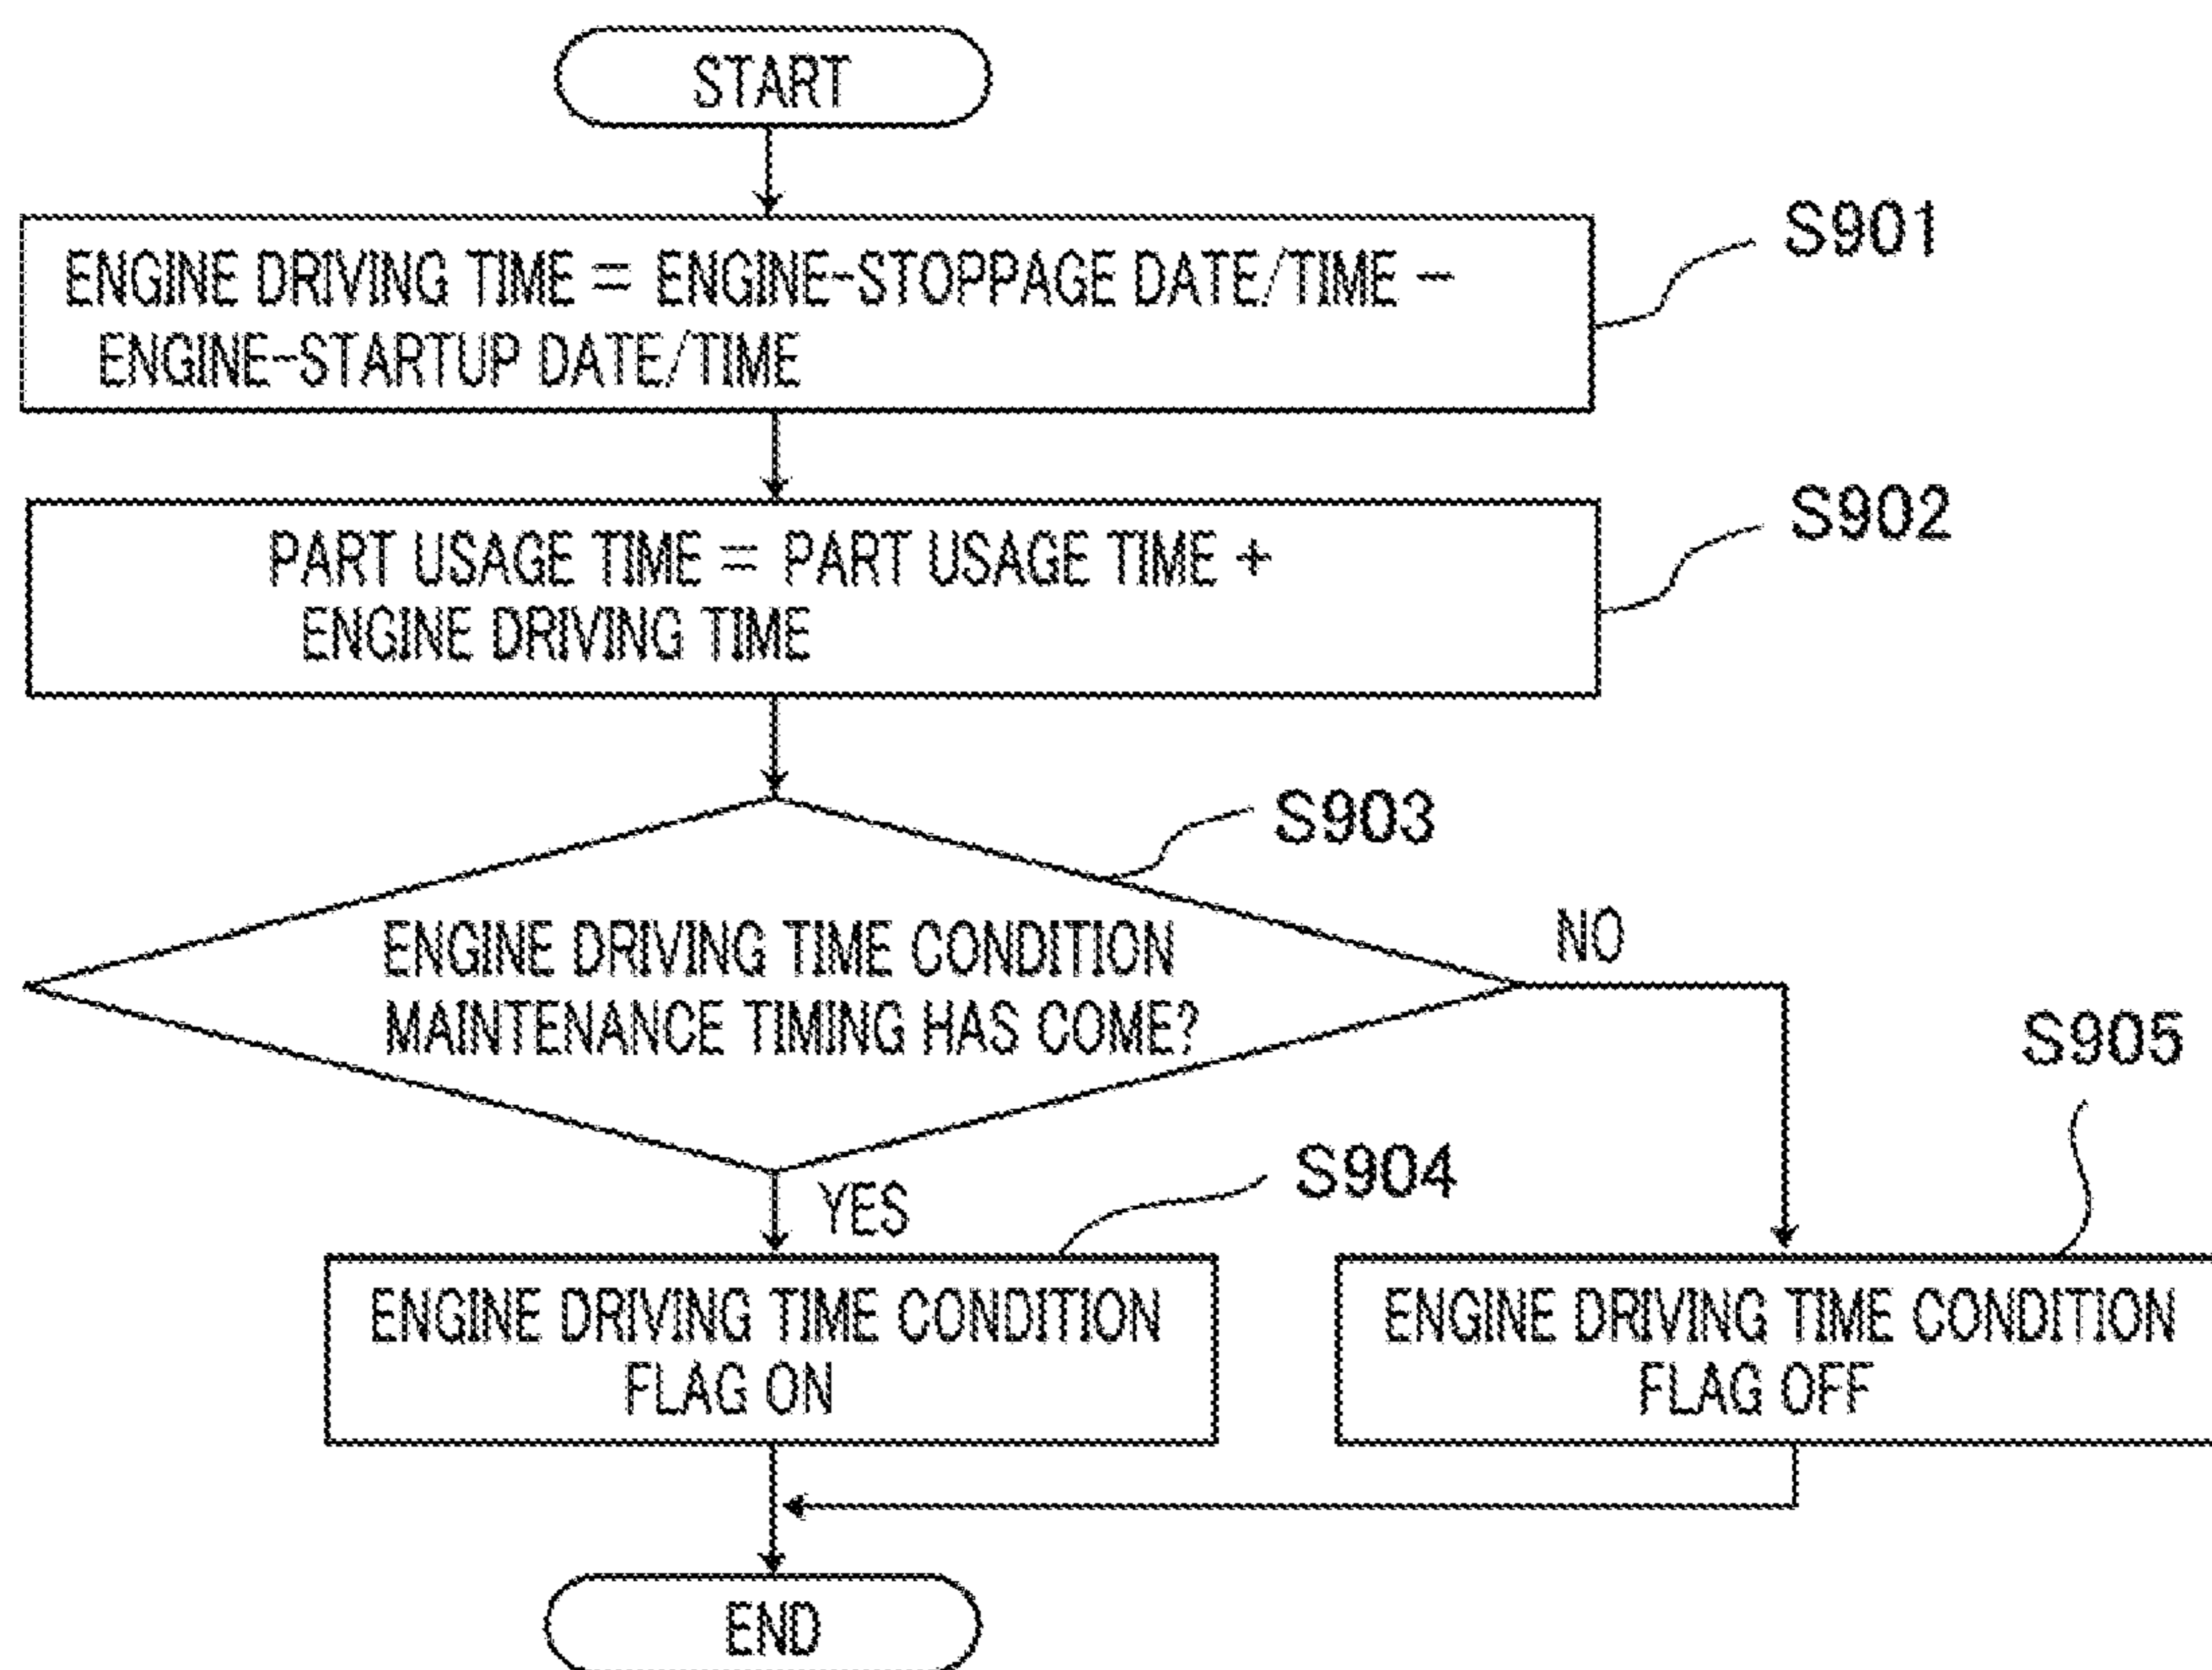 START
S901
ENGINE DRIVING TIME = ENGINE-STOPPAGE DATE/TIME -
ENGINE-STARTUP DATE/TIME
S902
PART USAGE TIME = PART USAGE TIME +
ENGINE DRIVING TIME
S903
ENGINE DRIVING TIME CONDITION
MAINTENANCE TIMING HAS COME?
NO
YES
S904
ENGINE DRIVING TIME CONDITION
FLAG ON
S905
ENGINE DRIVING TIME CONDITION
FLAG OFF
END